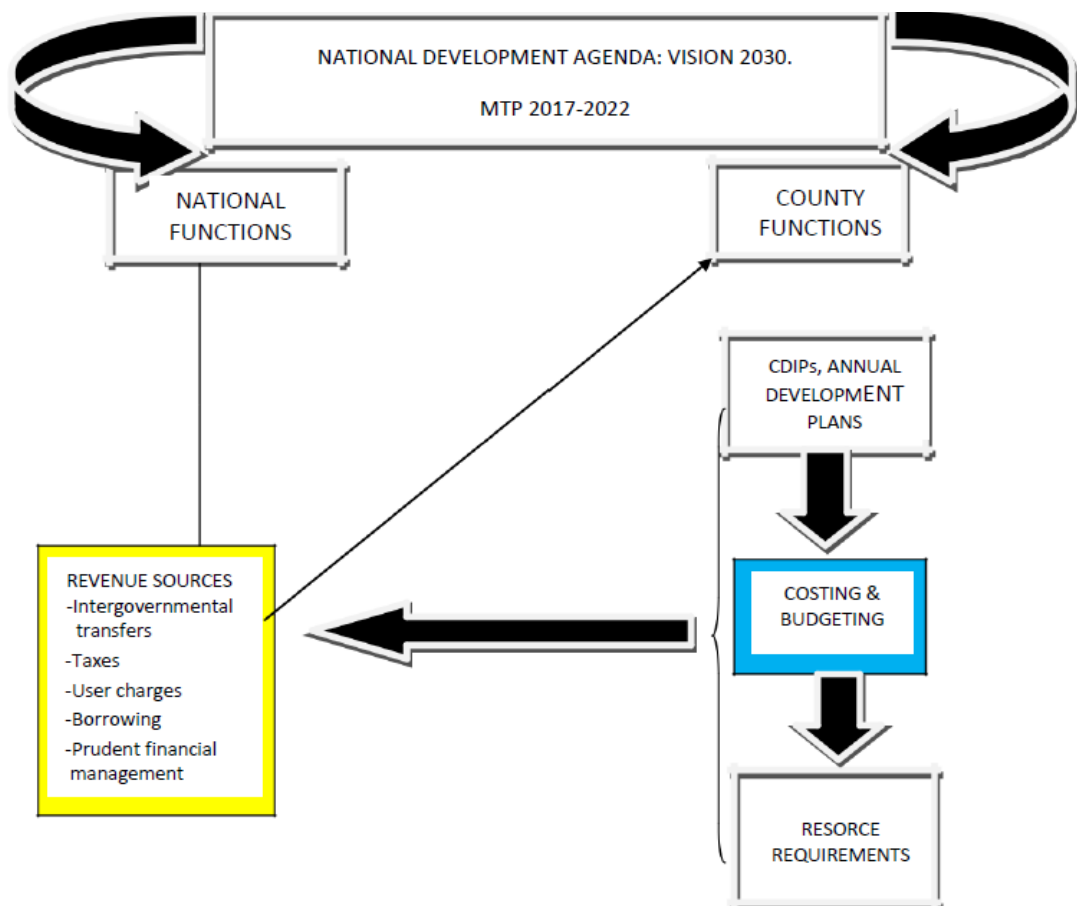 NATIONAL DEVELOPMENT AGENDA: VISION 2030.
MTP 2017-2022
NATIONAL
FUNCTIONS
COUNTY
FUNCTIONS
CDIPs, ANNUAL
DEVELOPMENT
PLANS
REVENUE SOURCES
-Intergovernmental
transfers
-Taxes
-User charges
-Borrowing
-Prudent financial
management
COSTING &
BUDGETING
RESORCE
REQUIREMENTS